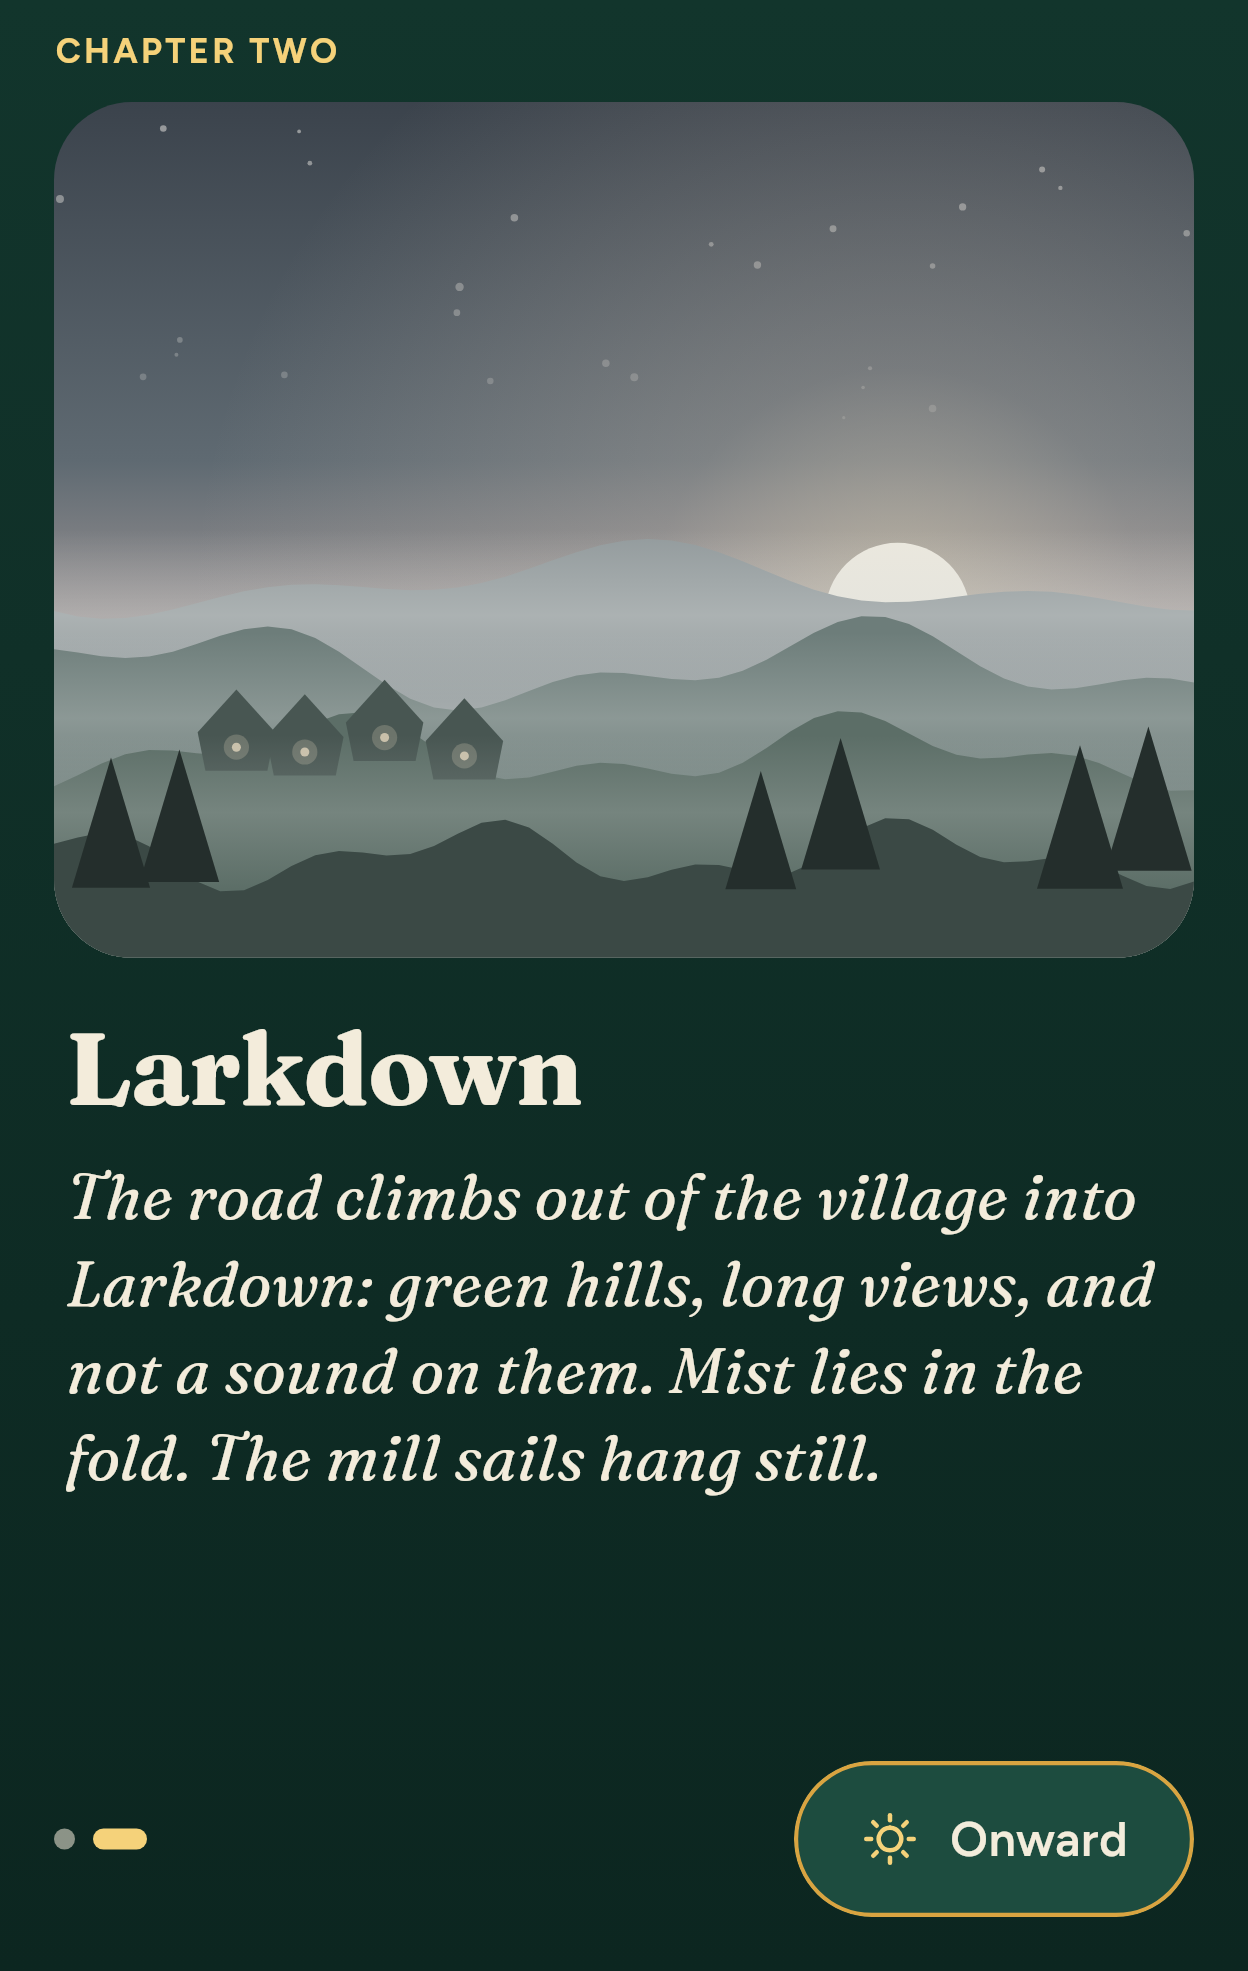 CHAPTER TWO
Larkdown
The road climbs out of the village into
Larkdown: green hills, long views, and
not a sound on them. Mist lies in the
fold. The mill sails hang still.
Onward